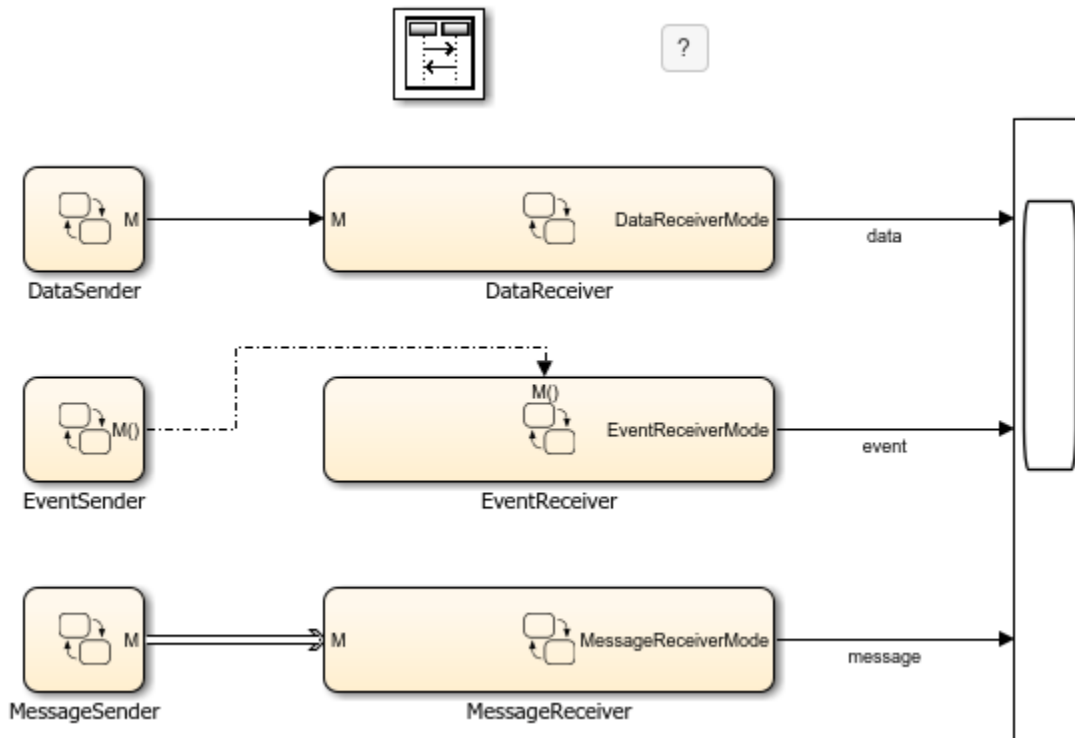 ?
M
M
DataReceiverMode
data
DataSender
DataReceiver
M()
M()
EventReceiverMode
event
EventSender
EventReceiver
M
M
MessageReceiverMode
message
MessageSender
MessageReceiver